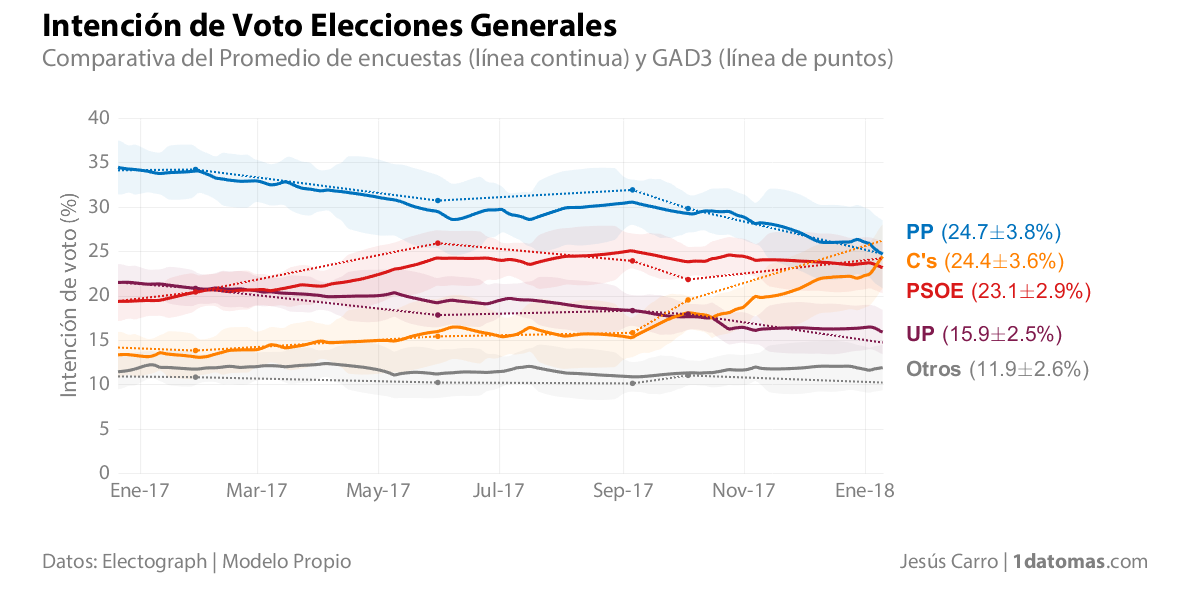 Intención de Voto Elecciones Generales
Comparativa del Promedio de encuestas (línea continua) y GAD3 (línea de puntos)
Intención de voto (%)
40
35
30
25
20
15
10
5
0
Ene-17 Mar-17 May-17 Jul-17 Sep-17 Nov-17 Ene-18
PP (24.7±3.8%)
C's (24.4±3.6%)
PSOE (23.1±2.9%)
UP (15.9±2.5%)
Otros (11.9±2.6%)
Datos: Electograph | Modelo Propio
Jesús Carro | 1datomas.com